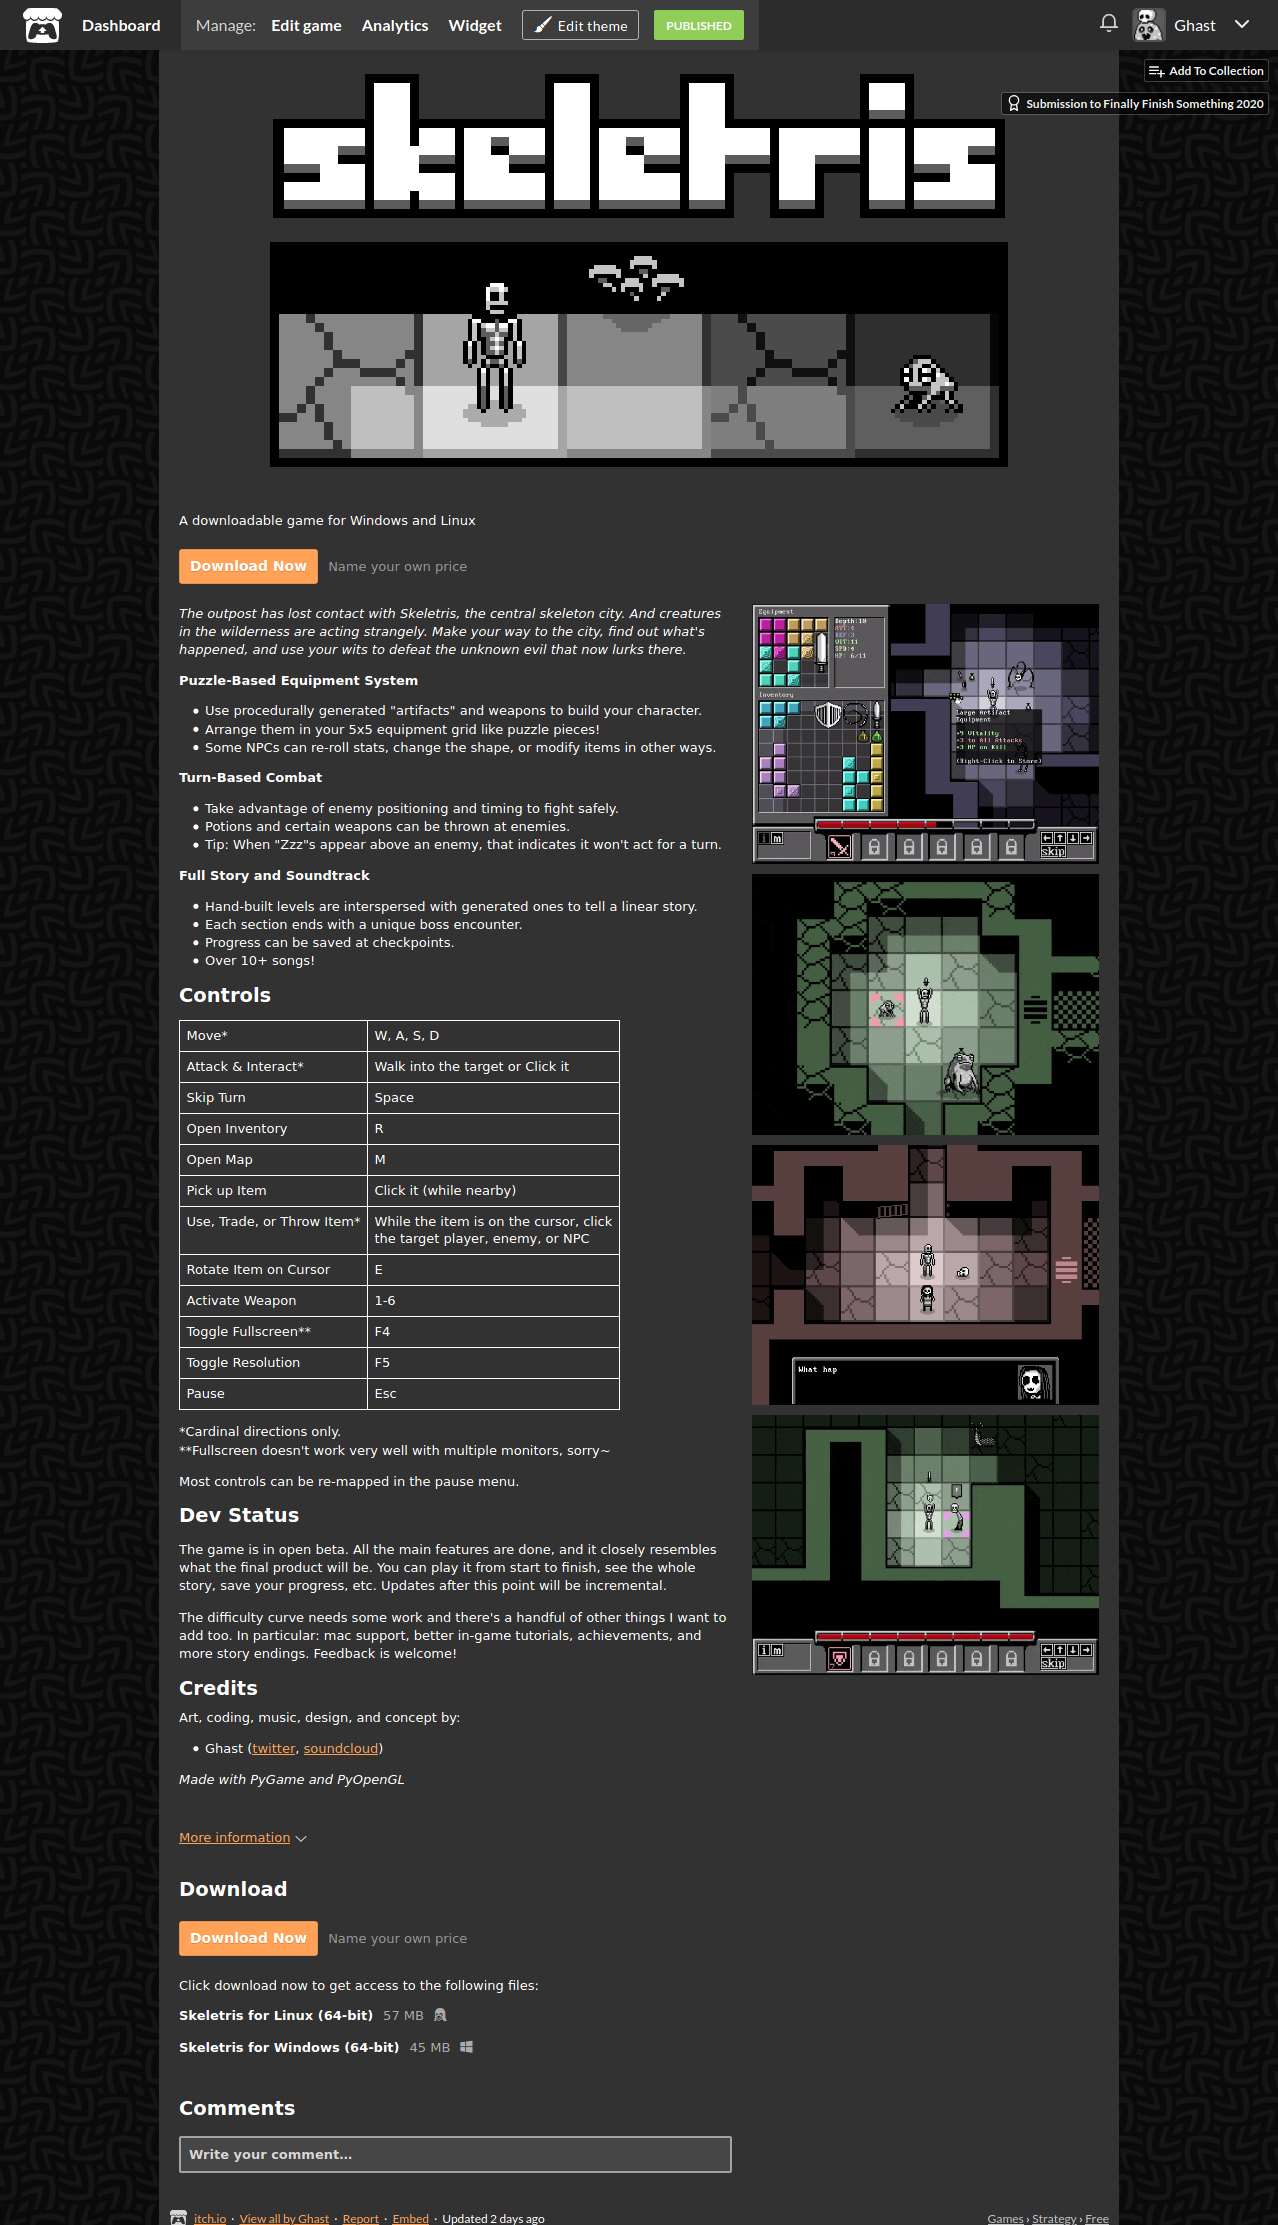 Dashboard
Manage: Edit game Analytics Widget Edit theme PUBLISHED
Ghast
Add To Collection
Submission to Finally Finish Something 2020
skeletris
A downloadable game for Windows and Linux
Download Now Name your own price
The outpost has lost contact with Skeletris, the central skeleton city. And creatures
in the wilderness are acting strangely. Make your way to the city, find out what's
happened, and use your wits to defeat the unknown evil that now lurks there.
Puzzle-Based Equipment System
• Use procedurally generated "artifacts" and weapons to build your character.
• Arrange them in your 5x5 equipment grid like puzzle pieces!
• Some NPCs can re-roll stats, change the shape, or modify items in other ways.
Turn-Based Combat
• Take advantage of enemy positioning and timing to fight safely.
• Potions and certain weapons can be thrown at enemies.
• Tip: When "Zzz"s appear above an enemy, that indicates it won't act for a turn.
Full Story and Soundtrack
• Hand-built levels are interspersed with generated ones to tell a linear story.
• Each section ends with a unique boss encounter.
• Progress can be saved at checkpoints.
• Over 10+ songs!
Controls
Move* W, A, S, D
Attack & Interact* Walk into the target or Click it
Skip Turn Space
Open Inventory R
Open Map M
Pick up Item Click it (while nearby)
Use, Trade, or Throw Item* While the item is on the cursor, click
the target player, enemy, or NPC
Rotate Item on Cursor E
Activate Weapon 1-6
Toggle Fullscreen** F4
Toggle Resolution F5
Pause Esc
*Cardinal directions only.
**Fullscreen doesn't work very well with multiple monitors, sorry~
Most controls can be re-mapped in the pause menu.
Dev Status
The game is in open beta. All the main features are done, and it closely resembles
what the final product will be. You can play it from start to finish, see the whole
story, save your progress, etc. Updates after this point will be incremental.
The difficulty curve needs some work and there's a handful of other things I want to
add too. In particular: mac support, better in-game tutorials, achievements, and
more story endings. Feedback is welcome!
Credits
Art, coding, music, design, and concept by:
• Ghast (twitter, soundcloud)
Made with PyGame and PyOpenGL
More information
Equipment
Depth:10
ATT:4
DEF:3
VIT:11
SPD:4
HP: 6/11
Inventory
Large Artifact
Equipment
+9 Vitality
+3 to All Attacks
+3 HP on Kill
(Right-Click to Store)
i m
skip
What hap
i m
skip
Download
Download Now Name your own price
Click download now to get access to the following files:
Skeletris for Linux (64-bit) 57 MB
Skeletris for Windows (64-bit) 45 MB
Comments
Write your comment...
itch.io · View all by Ghast · Report · Embed · Updated 2 days ago
Games › Strategy › Free